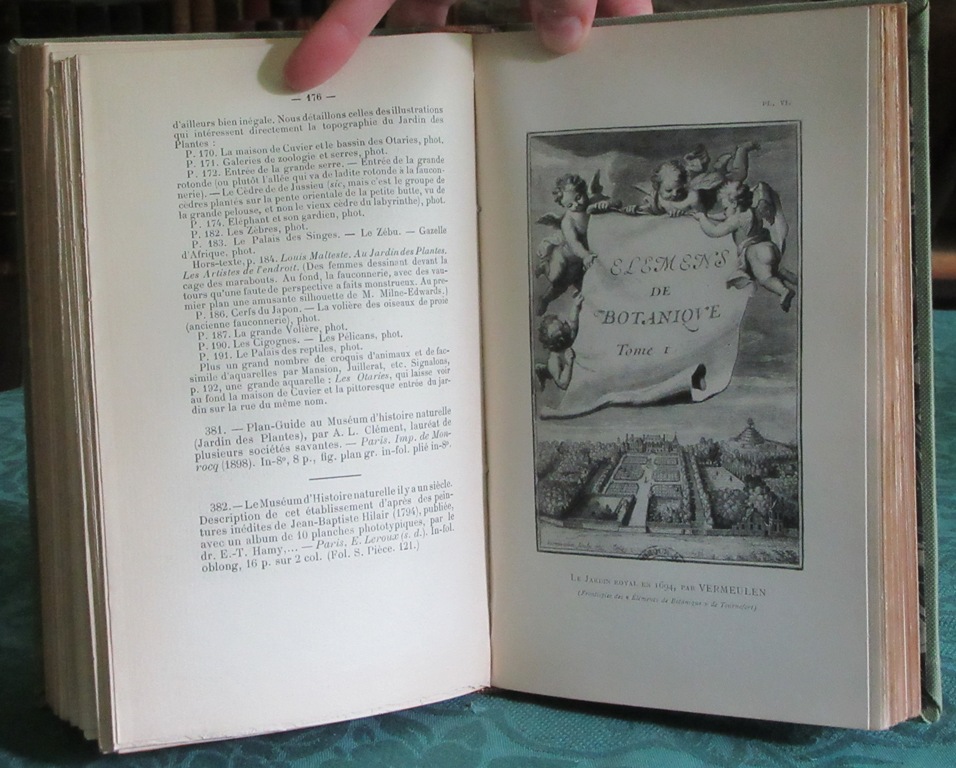 — 176 —
d'ailleurs bien inégale. Nous détaillons celles des illustrations
qui intéressent directement la topographie du Jardin des
Plantes :
P. 170. La maison de Cuvier et le bassin des Otaries, phot.
P. 171. Galeries de zoologie et serres, phot.
P. 172. Entrée de la grande serre. — Entrée de la grande
rotonde (ou plutôt l'allée qui va de ladite rotonde à la faucon-
nerie). — Le Cèdre de de Jussieu (sic, mais c'est le groupe de
cèdres plantés sur la pente orientale de la petite butte, vu de
la grande pelouse, et non le vieux cèdre du labyrinthe), phot.
P. 174. Eléphant et son gardien, phot.
P. 182. Les Zèbres, phot.
P. 183. Le Palais des Singes. — Le Zébu. — Gazelle
d'Afrique, phot.
Hors-texte, p. 184. Louis Malteste. Au Jardin des Plantes.
Les Artistes de l'endroit. (Des femmes dessinant devant la
cage des marabouts. Au fond, la fauconnerie, avec des vau-
tours qu'une faute de perspective a faits monstrueux. Au pre-
mier plan une amusante silhouette de M. Milne-Edwards.)
P. 186. Cerfs du Japon. — La volière des oiseaux de proie
(ancienne fauconnerie), phot.
P. 187. La grande Volière, phot.
P. 190. Les Cigognes. — Les Pélicans, phot.
P. 191. Le Palais des reptiles, phot.
Plus un grand nombre de croquis d'animaux et de fac-
simile d'aquarelles par Mansion, Juillerat, etc. Signalons,
p. 192, une grande aquarelle : Les Otaries, qui laisse voir
au fond la maison de Cuvier et la pittoresque entrée du jar-
din sur la rue du même nom.
381. — Plan-Guide au Muséum d'histoire naturelle
(Jardin des Plantes), par A. L. Clément, lauréat de
plusieurs sociétés savantes. — Paris. Imp. de Mon-
rocq (1898). In-8º, 8 p., fig. plan gr. in-fol. plié in-8º.
382. — Le Muséum d'Histoire naturelle il y a un siècle.
Description de cet établissement d'après des pein-
tures inédites de Jean-Baptiste Hilair (1794), publiée,
avec un album de 10 planches phototypiques, par le
dr. E.-T. Hamy,... — Paris. E. Leroux (s. d.). In-fol.
oblong, 16 p. sur 2 col. (Fol. S. Pièce. 121.)
PL. VI.
ELEMENS
DE
BOTANIQVE
Tome I
LE JARDIN ROYAL EN 1694, PAR VERMEULEN
(Frontispice des « Éléments de Botanique » de Tournefort)